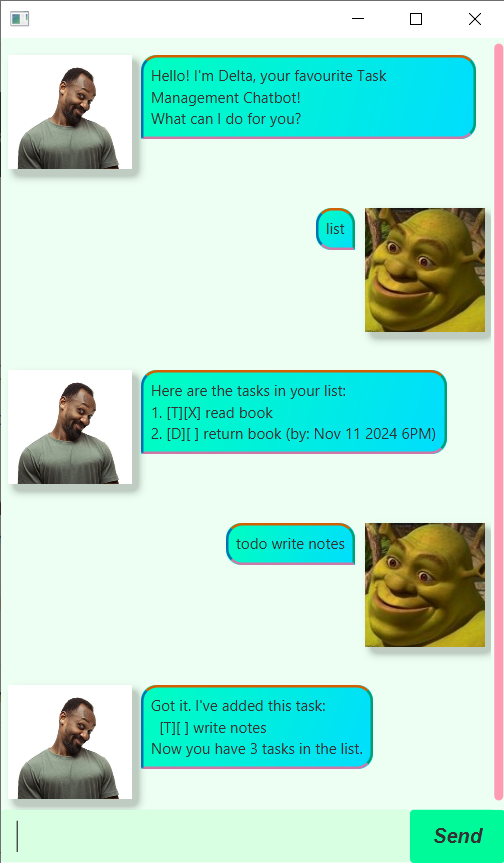 Hello! I'm Delta, your favourite Task
Management Chatbot!
What can I do for you?
list
Here are the tasks in your list:
1. [T][X] read book
2. [D][ ] return book (by: Nov 11 2024 6PM)
todo write notes
Got it. I've added this task:
  [T][ ] write notes
Now you have 3 tasks in the list.
Send